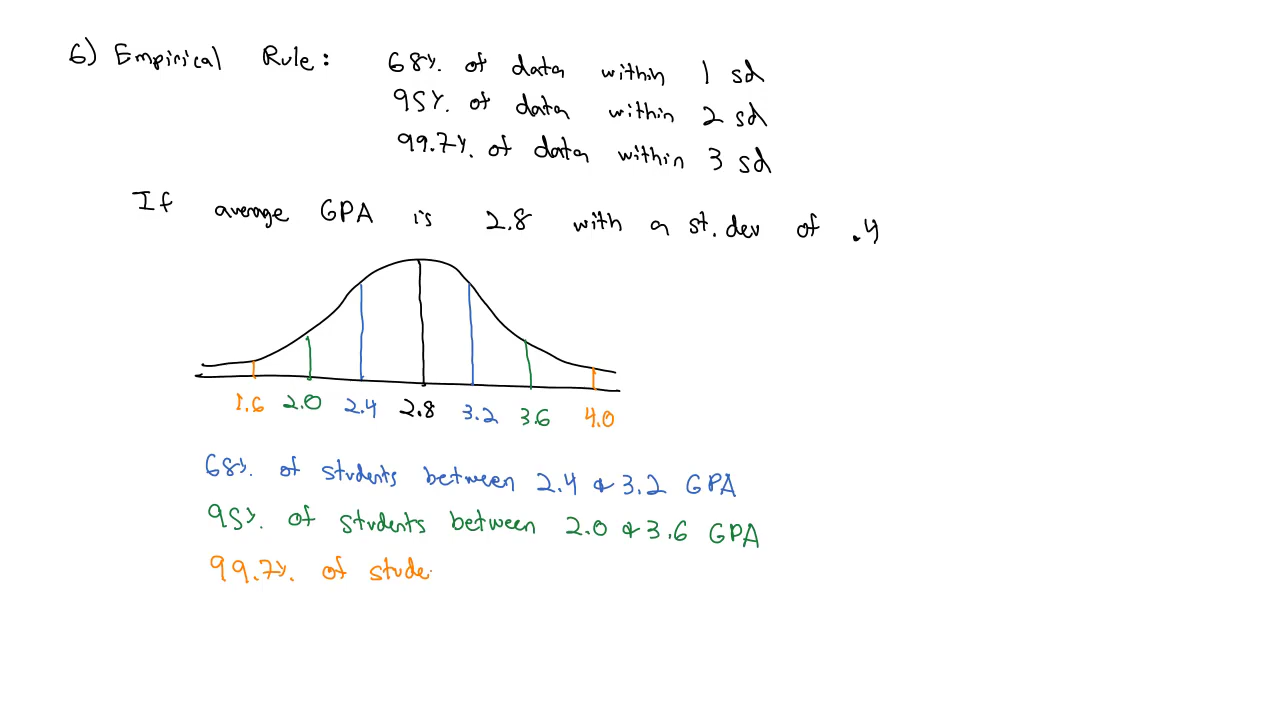 6) Empirical Rule: 68% of data within 1 sd
95% of data within 2 sd
99.7% of data within 3 sd
If average GPA is 2.8 with a st. dev of .4
1.6 2.0 2.4 2.8 3.2 3.6 4.0
68% of students between 2.4 & 3.2 GPA
95% of students between 2.0 & 3.6 GPA
99.7% of stude